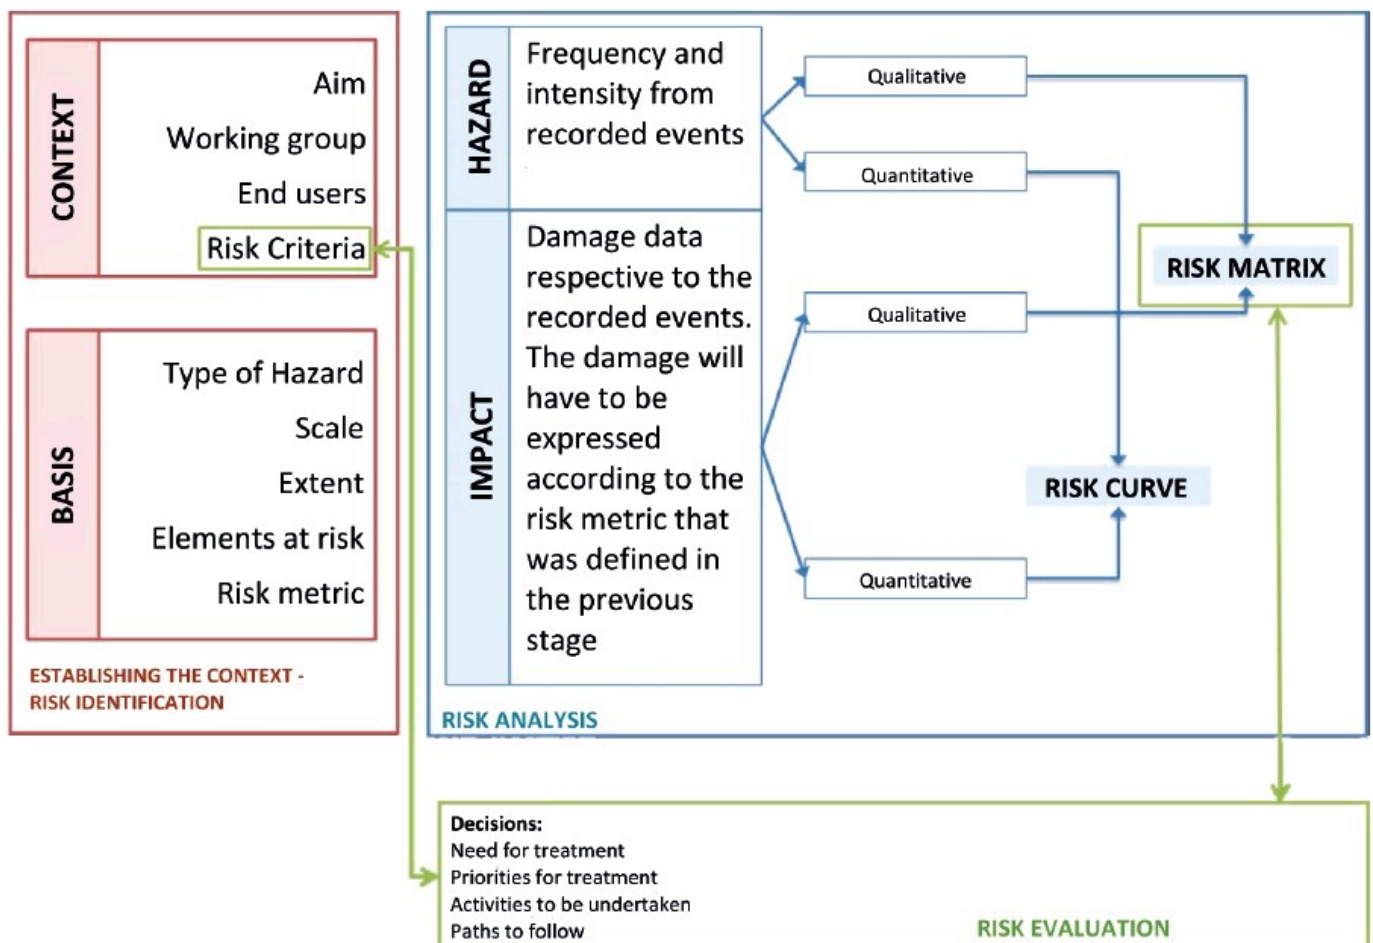 CONTEXT
Aim
Working group
End users
Risk Criteria
BASIS
Type of Hazard
Scale
Extent
Elements at risk
Risk metric
ESTABLISHING THE CONTEXT -
RISK IDENTIFICATION
HAZARD
Frequency and
intensity from
recorded events
IMPACT
Damage data
respective to the
recorded events.
The damage will
have to be
expressed
according to the
risk metric that
was defined in
the previous
stage
Qualitative
Quantitative
Qualitative
Quantitative
RISK MATRIX
RISK CURVE
RISK ANALYSIS
Decisions:
Need for treatment
Priorities for treatment
Activities to be undertaken
Paths to follow
RISK EVALUATION